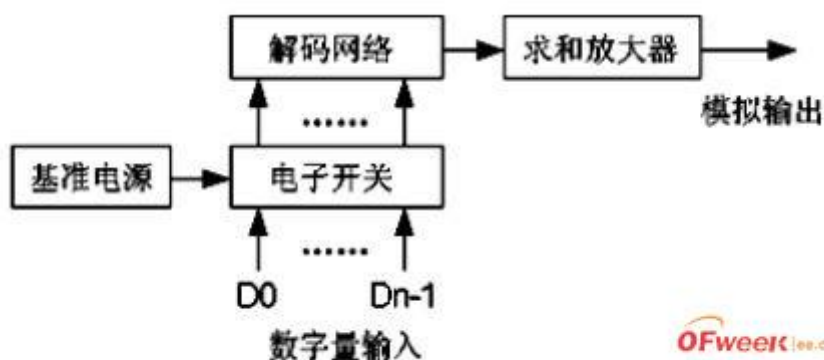 解码网络
求和放大器
......
模拟输出
基准电源
电子开关
......
D0
Dn-1
数字量输入
OFweek